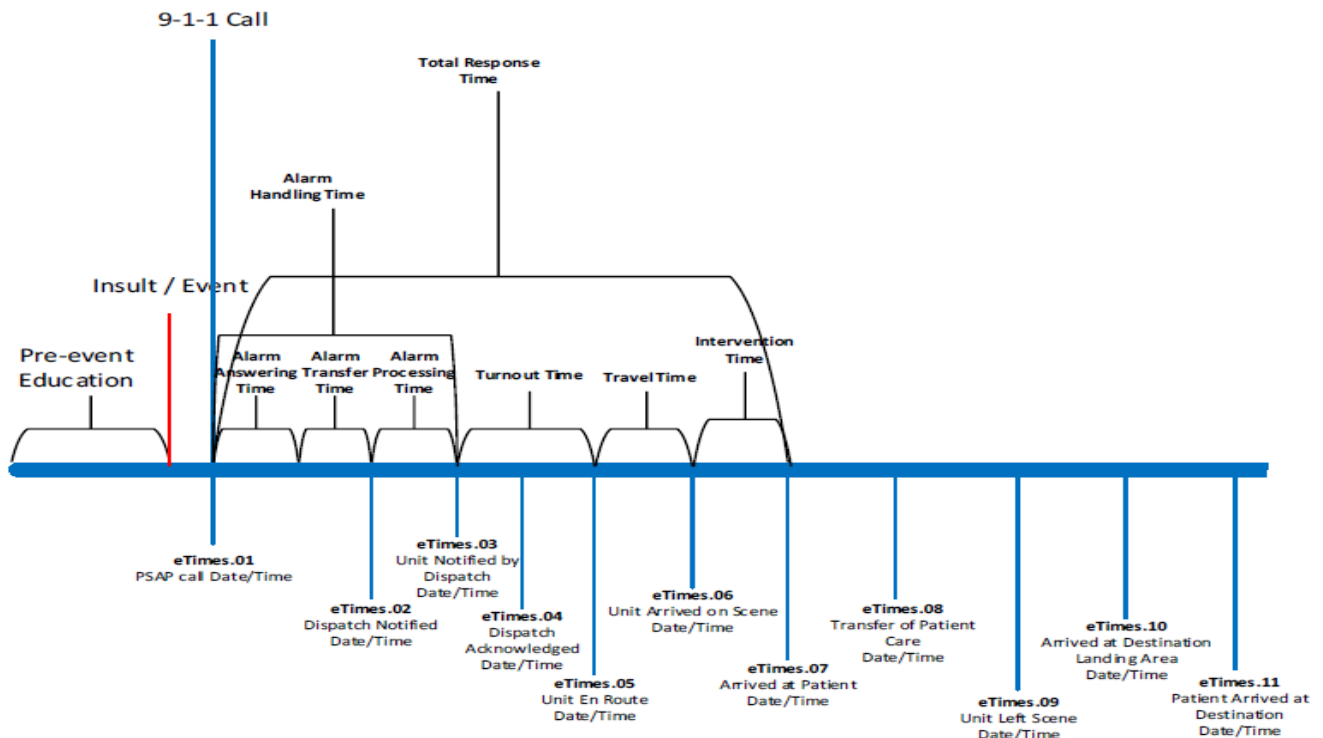 9-1-1 Call
Total Response
Time
Alarm
Handling Time
Insult / Event
Pre-event
Education
Alarm
Answering
Time
Alarm
Transfer
Time
Alarm
Processing
Time
Turnout Time
Travel Time
Intervention
Time
eTimes.01
PSAP call Date/Time
eTimes.02
Dispatch Notified
Date/Time
eTimes.03
Unit Notified by
Dispatch
Date/Time
eTimes.04
Dispatch
Acknowledged
Date/Time
eTimes.05
Unit En Route
Date/Time
eTimes.06
Unit Arrived on Scene
Date/Time
eTimes.07
Arrived at Patient
Date/Time
eTimes.08
Transfer of Patient
Care
Date/Time
eTimes.09
Unit Left Scene
Date/Time
eTimes.10
Arrived at Destination
Landing Area
Date/Time
eTimes.11
Patient Arrived at
Destination
Date/Time